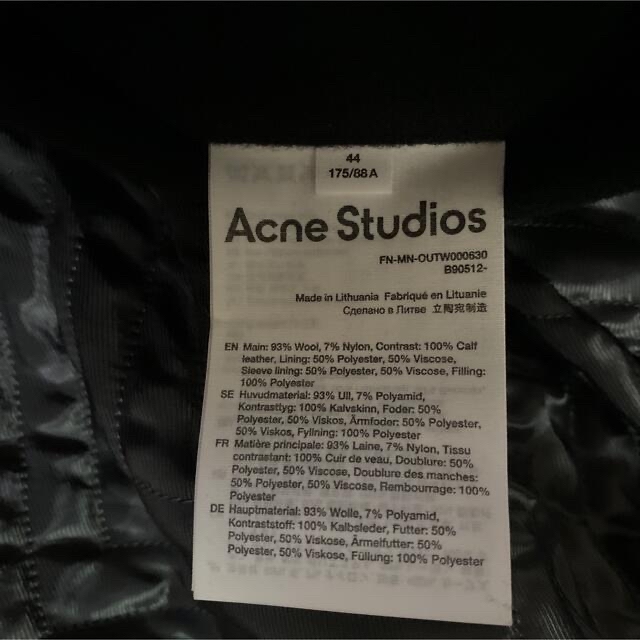 44
175/88A
Acne Studios
FN-MN-OUTW000630
B90512-
Made in Lithuania Fabriqué en Lituanie
Сделано в Литве 立陶宛制造
EN Main: 93% Wool, 7% Nylon, Contrast: 100% Calf
leather, Lining: 50% Polyester, 50% Viscose,
Sleeve lining: 50% Polyester, 50% Viscose, Filling:
100% Polyester
SE Huvudmaterial: 93% Ull, 7% Polyamid,
Kontrasttyg: 100% Kalvskinn, Foder: 50%
Polyester, 50% Viskos, Ärmfoder: 50% Polyester,
50% Viskos, Fyllning: 100% Polyester
FR Matière principale: 93% Laine, 7% Nylon, Tissu
contrastant: 100% Cuir de veau, Doublure: 50%
Polyester, 50% Viscose, Doublure des manches:
50% Polyester, 50% Viscose, Rembourrage: 100%
Polyester
DE Hauptmaterial: 93% Wolle, 7% Polyamid,
Kontraststoff: 100% Kalbsleder, Futter: 50%
Polyester, 50% Viskose, Ärmelfutter: 50%
Polyester, 50% Viskose, Füllung: 100% Polyester